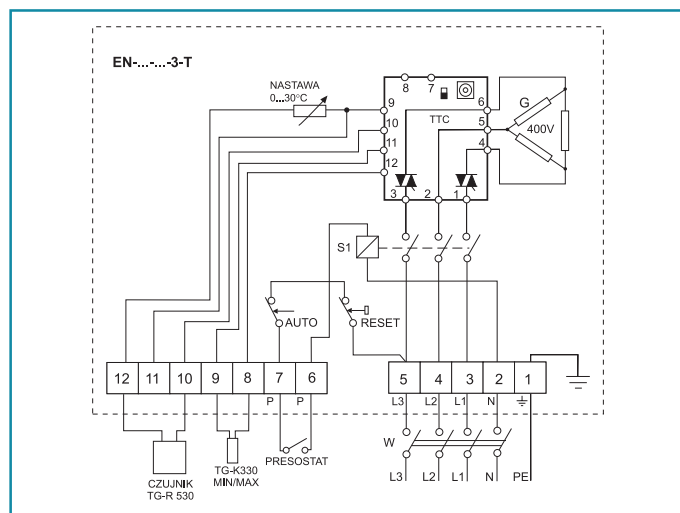 EN-...-...-3-T
NASTAWA
0...30°C
8 7
9
10
11
12
TTC
6
5
4
G
400V
3 2 1
S1
AUTO
RESET
12 11 10 9 8 7 6
5 4 3 2 1
P P
L3 L2 L1 N
W
PRESOSTAT
TG-K330
MIN/MAX
CZUJNIK
TG-R 530
L3 L2 L1 N PE